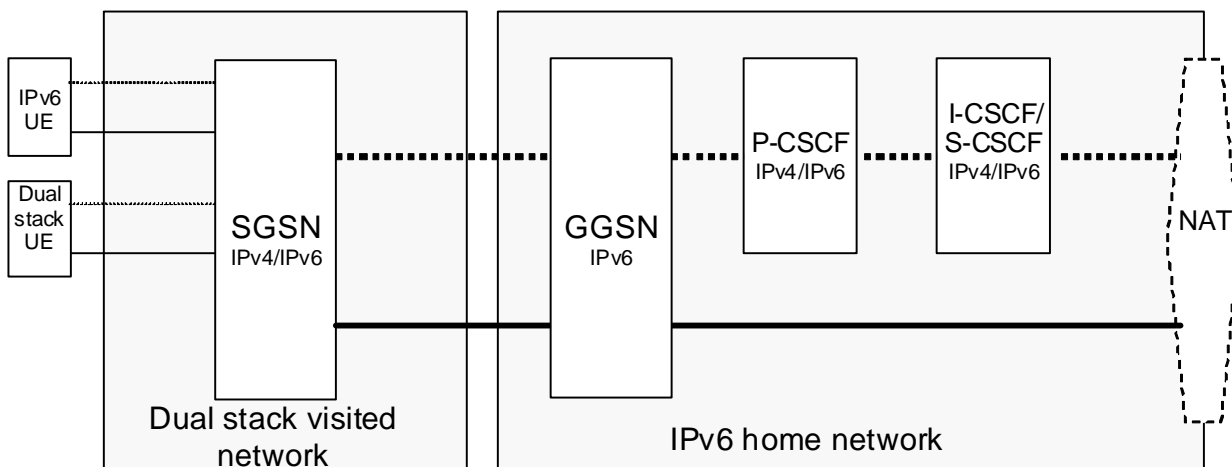 IPv6
UE
Dual
stack
UE
SGSN
IPv4/IPv6
GGSN
IPv6
P-CSCF
IPv4/IPv6
I-CSCF/
S-CSCF
IPv4/IPv6
NAT
Dual stack visited
network
IPv6 home network